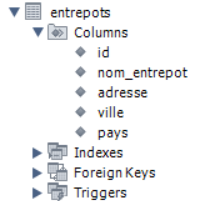 entrepots
Columns
id
nom_entrepot
adresse
ville
pays
Indexes
Foreign Keys
Triggers